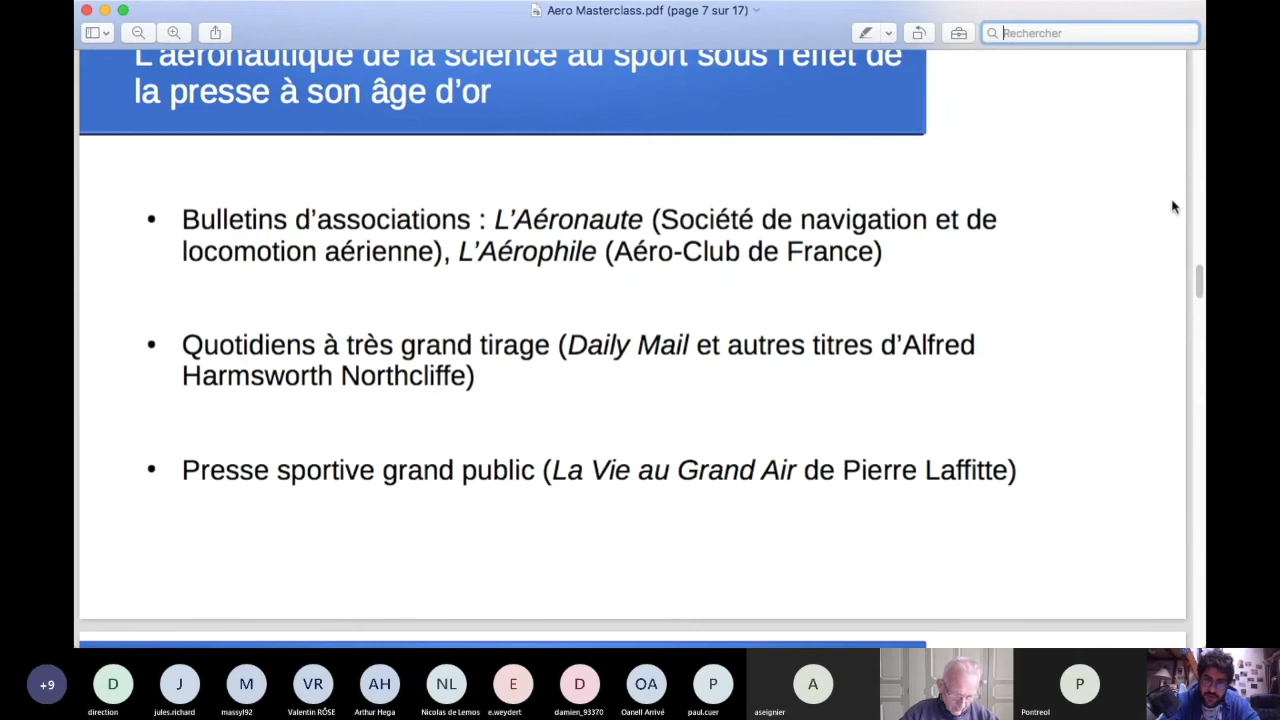 Aero Masterclass.pdf (page 7 sur 17)
Rechercher
L'aéronautique de la science au sport sous l'effet de
la presse à son âge d'or
• Bulletins d'associations : L'Aéronaute (Société de navigation et de
locomotion aérienne), L'Aérophile (Aéro-Club de France)
• Quotidiens à très grand tirage (Daily Mail et autres titres d'Alfred
Harmsworth Northcliffe)
• Presse sportive grand public (La Vie au Grand Air de Pierre Laffitte)
+9 D J M VR AH NL E D OA P A P
direction jules.richard massyl92 Valentin RÔSE Arthur Hega Nicolas de Lemos e.weydert damien_93370 Oanell Arrivé paul.cuer aseignier Pontreol